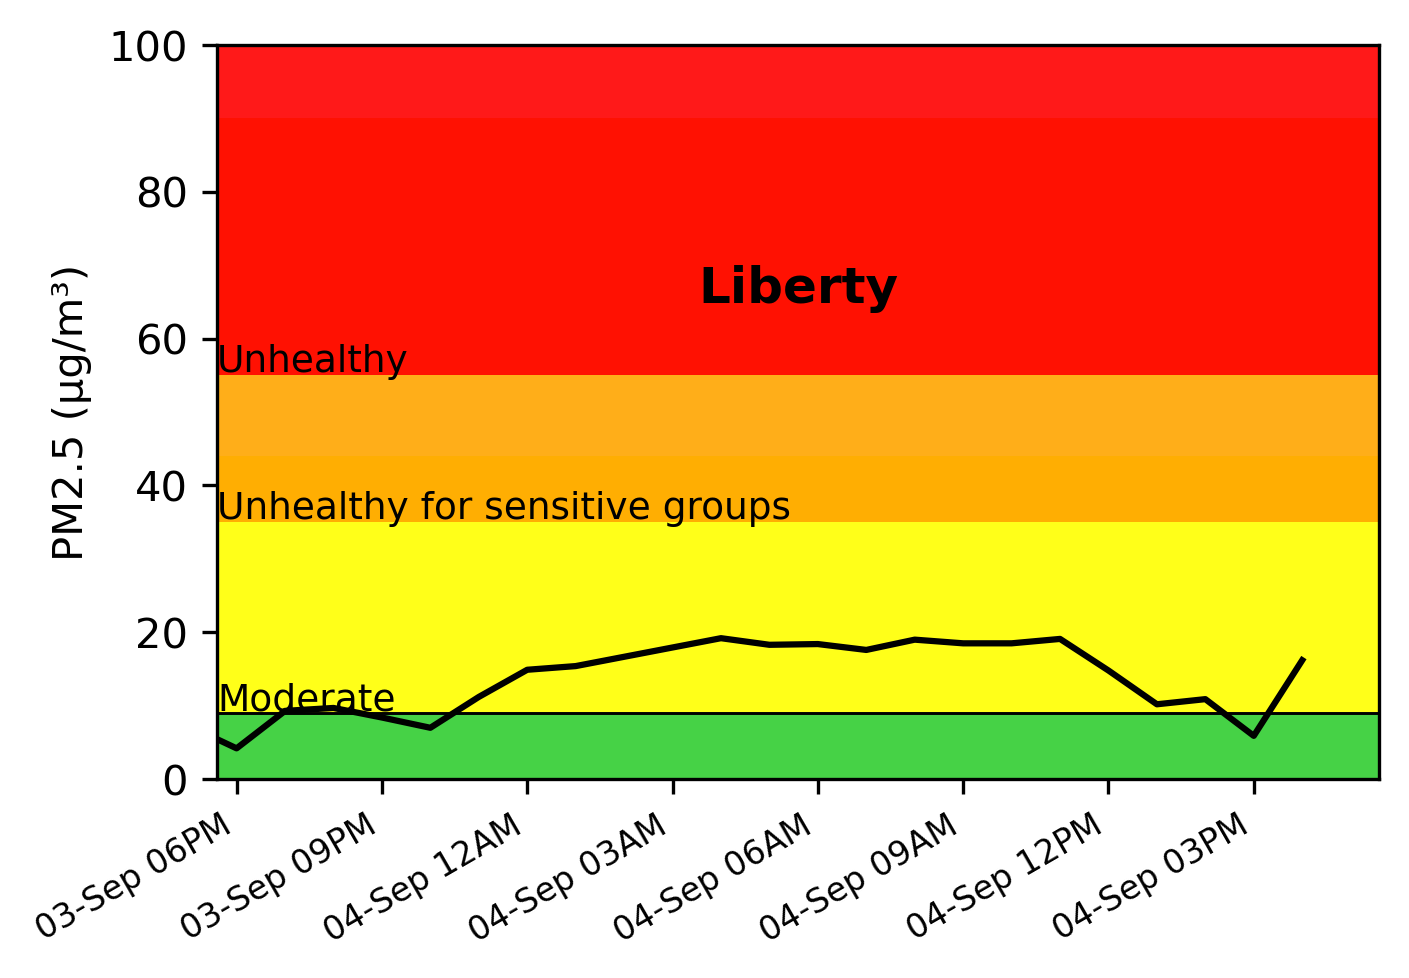 100
80
60
40
20
0
PM2.5 (µg/m³)
Liberty
Unhealthy
Unhealthy for sensitive groups
Moderate
03-Sep 06PM
03-Sep 09PM
04-Sep 12AM
04-Sep 03AM
04-Sep 06AM
04-Sep 09AM
04-Sep 12PM
04-Sep 03PM